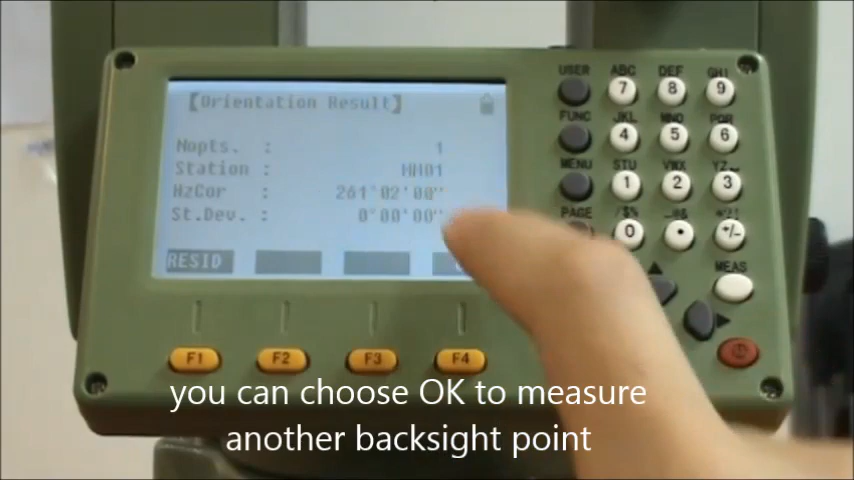 【Orientation Result】
Nopts. : 1
Station : HH01
HzCor : 261°02'00"
St.Dev. : 0°00'00"
RESID
F1 F2 F3 F4
USER ABC DEF GHI
7 8 9
FUNC JKL MNO PQR
4 5 6
MENU STU VWX YZ_
1 2 3
PAGE /$%
0 • +/-
MEAS
you can choose OK to measure
another backsight point